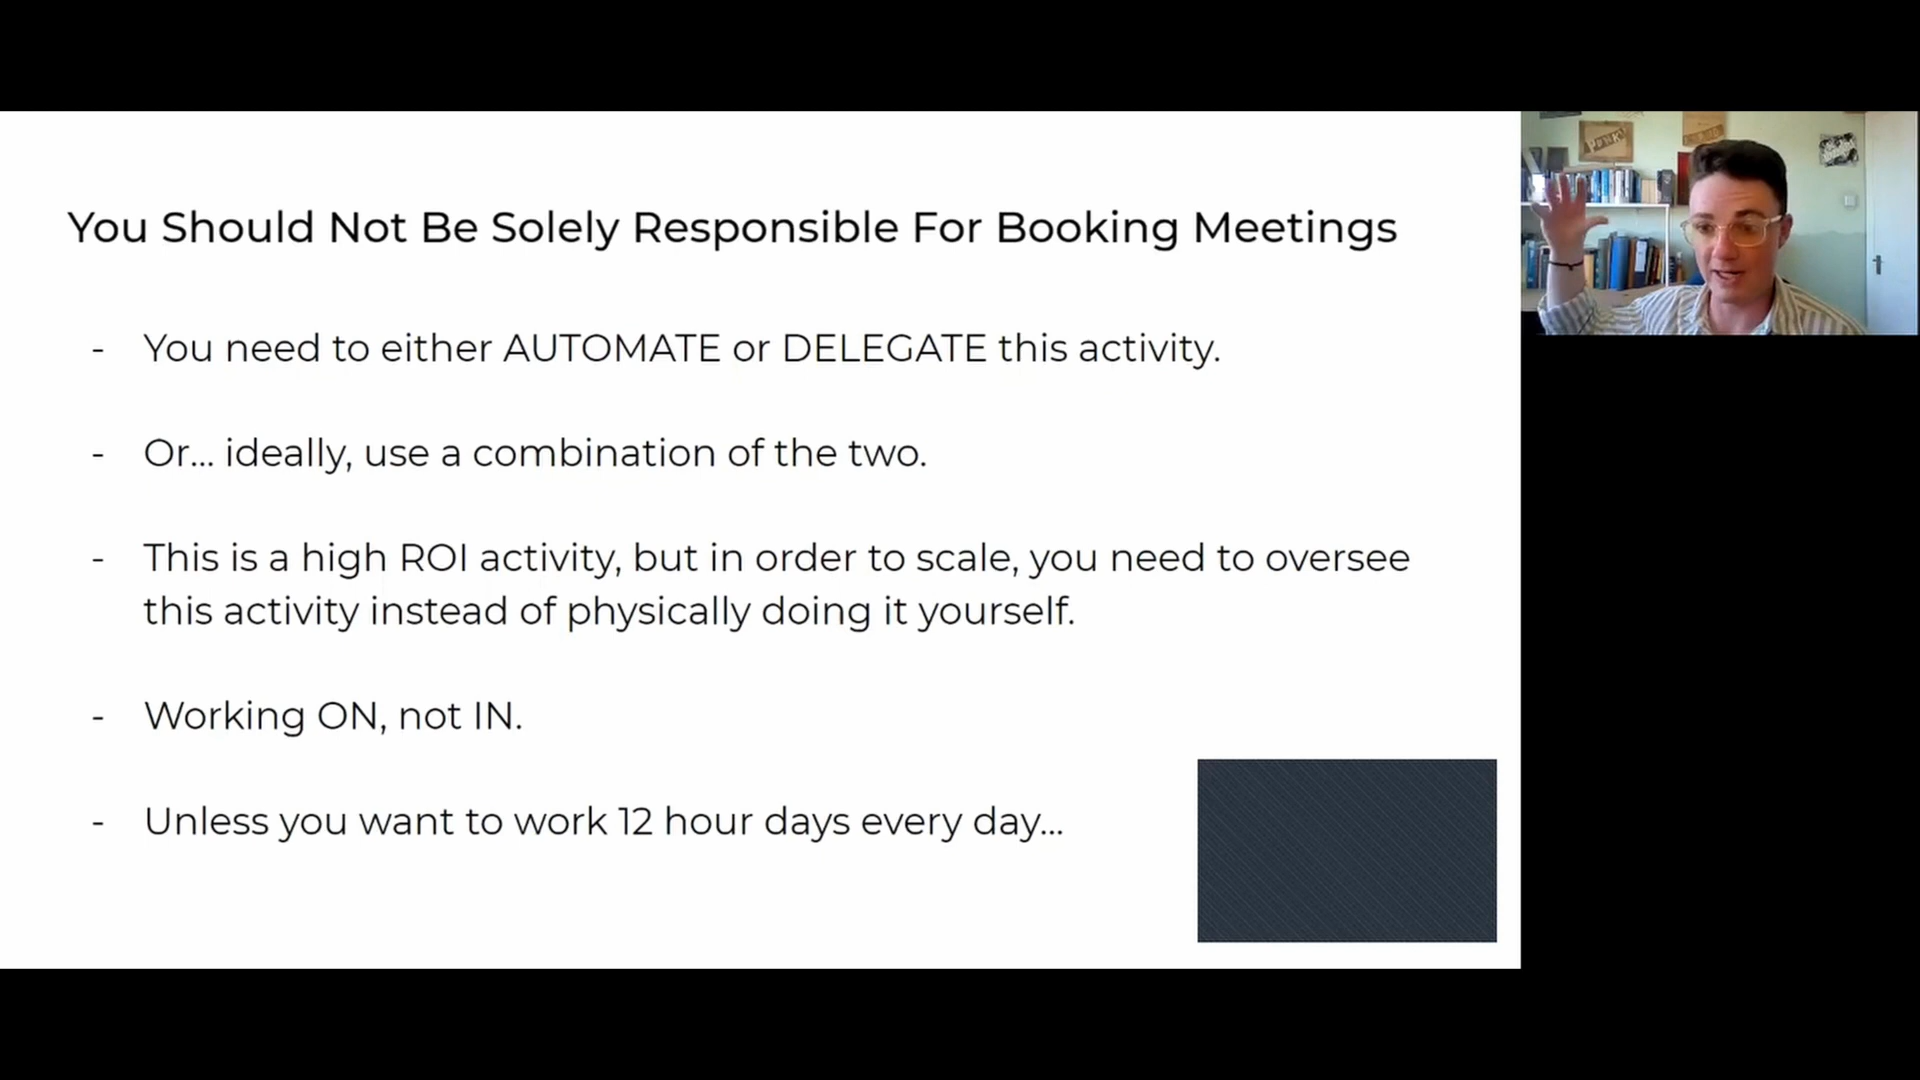 You Should Not Be Solely Responsible For Booking Meetings
- You need to either AUTOMATE or DELEGATE this activity.
- Or... ideally, use a combination of the two.
- This is a high ROI activity, but in order to scale, you need to oversee
this activity instead of physically doing it yourself.
- Working ON, not IN.
- Unless you want to work 12 hour days every day...
PUNK